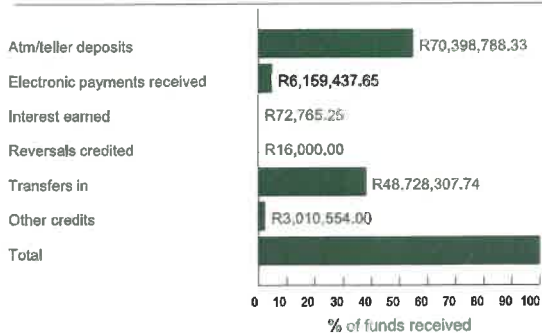 Atm/teller deposits R70,398,788.33
Electronic payments received R6,159,437.65
Interest earned R72,765.25
Reversals credited R16,000.00
Transfers in R48.728,307.74
Other credits R3,010,554.00
Total
0 10 20 30 40 50 60 70 80 90 100
% of funds received